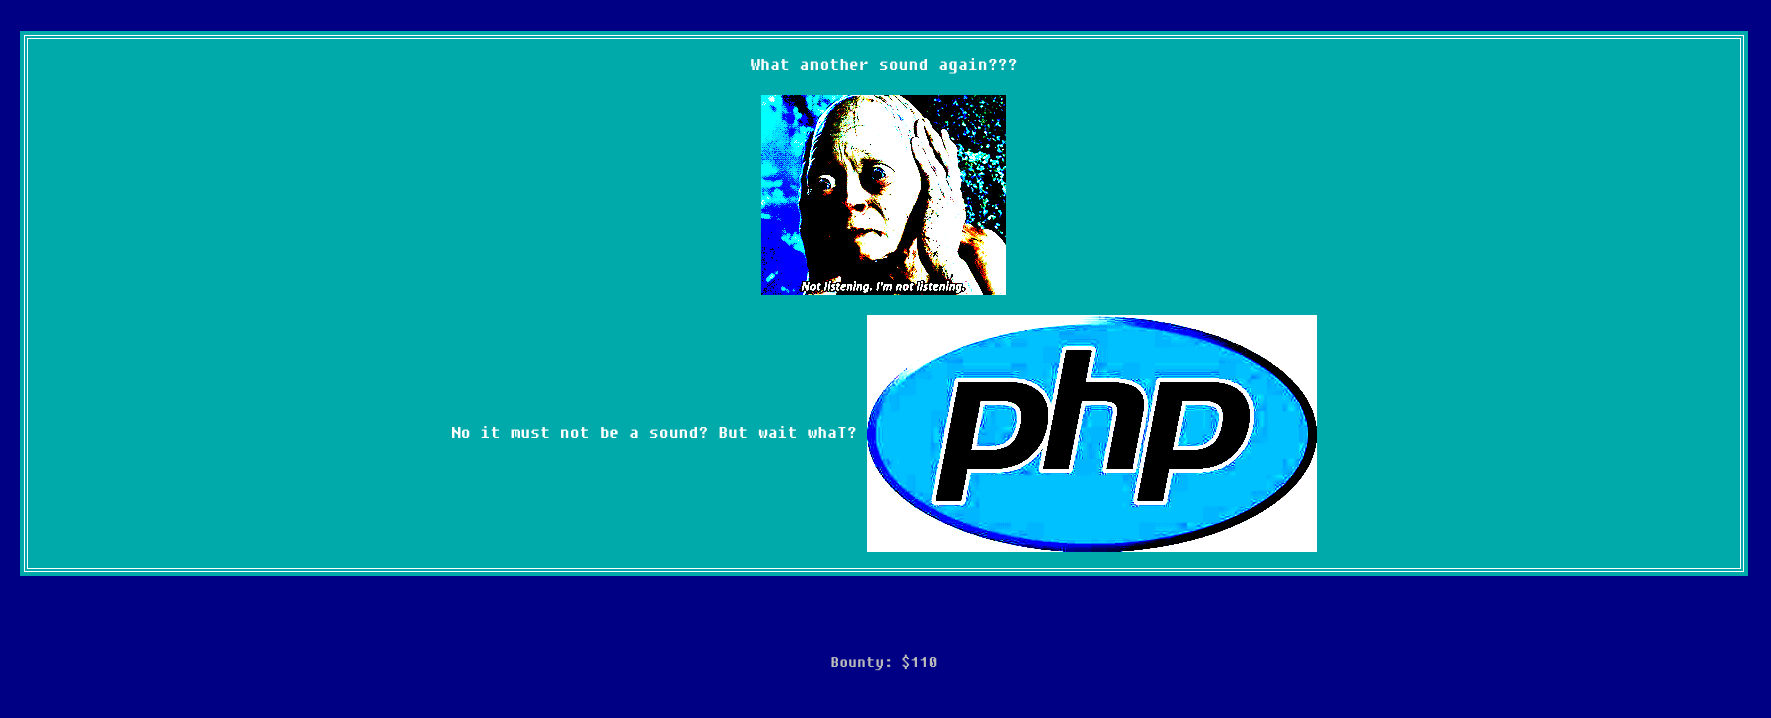 What another sound again???
Not listening. I'm not listening.
No it must not be a sound? But wait whaT?
php
Bounty: $110